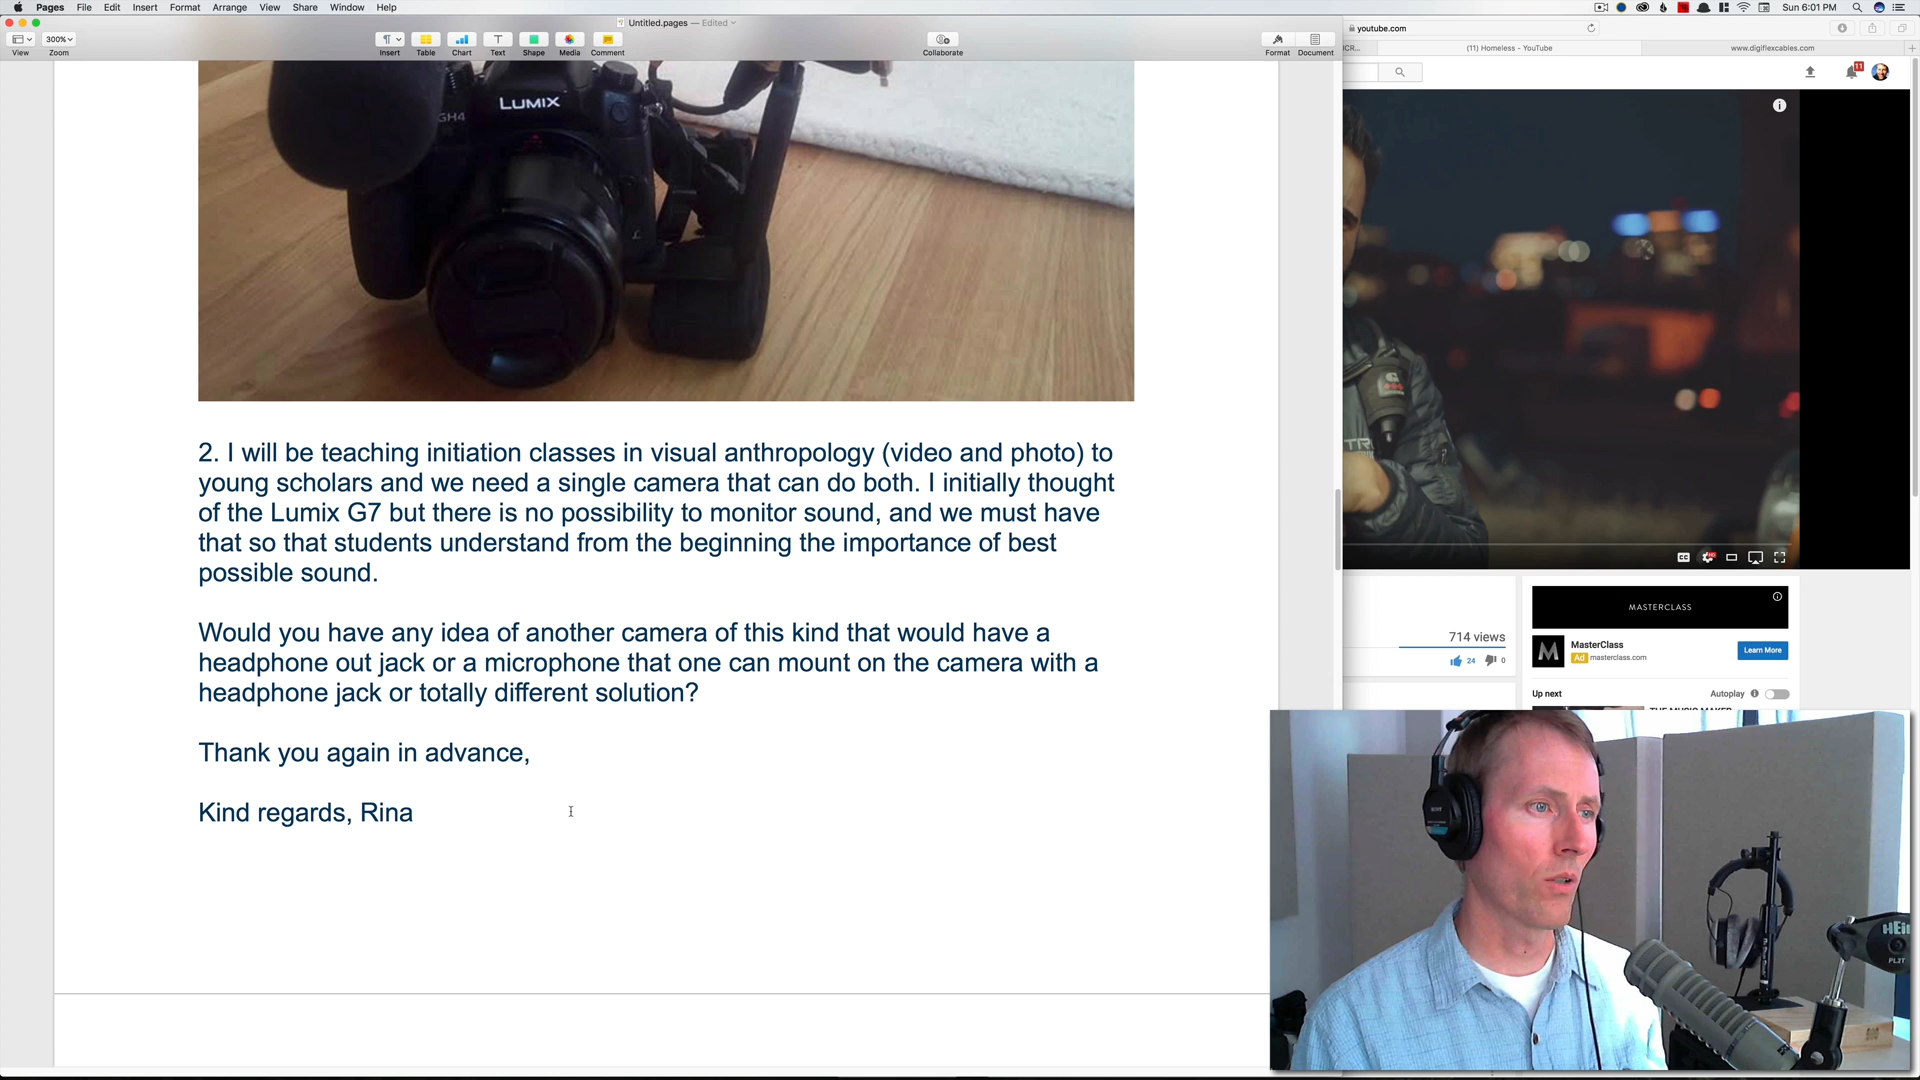 Pages File Edit Insert Format Arrange View Share Window Help
Sun 6:01 PM
Untitled.pages — Edited
300%
View Zoom
Insert Table Chart Text Shape Media Comment
Collaborate
Format Document
youtube.com
(11) Homeless - YouTube
www.digiflexcables.com
11
LUMIX
GH4
2. I will be teaching initiation classes in visual anthropology (video and photo) to
young scholars and we need a single camera that can do both. I initially thought
of the Lumix G7 but there is no possibility to monitor sound, and we must have
that so that students understand from the beginning the importance of best
possible sound.
Would you have any idea of another camera of this kind that would have a
headphone out jack or a microphone that one can mount on the camera with a
headphone jack or totally different solution?
Thank you again in advance,
Kind regards, Rina
CC
HD
MASTERCLASS
714 views
24 0
M
MasterClass
Ad masterclass.com
Learn More
Up next
Autoplay
SONY
PL2T